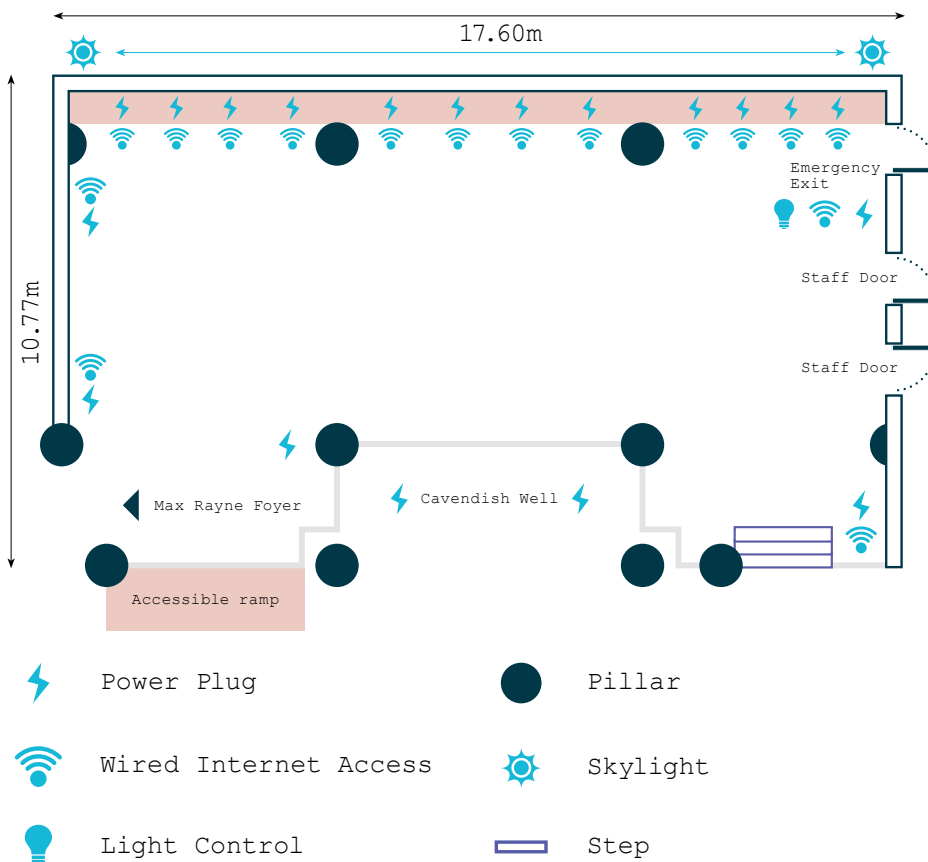 17.60m
10.77m
Emergency
Exit
Staff Door
Staff Door
Max Rayne Foyer
Cavendish Well
Accessible ramp
Power Plug
Pillar
Wired Internet Access
Skylight
Light Control
Step